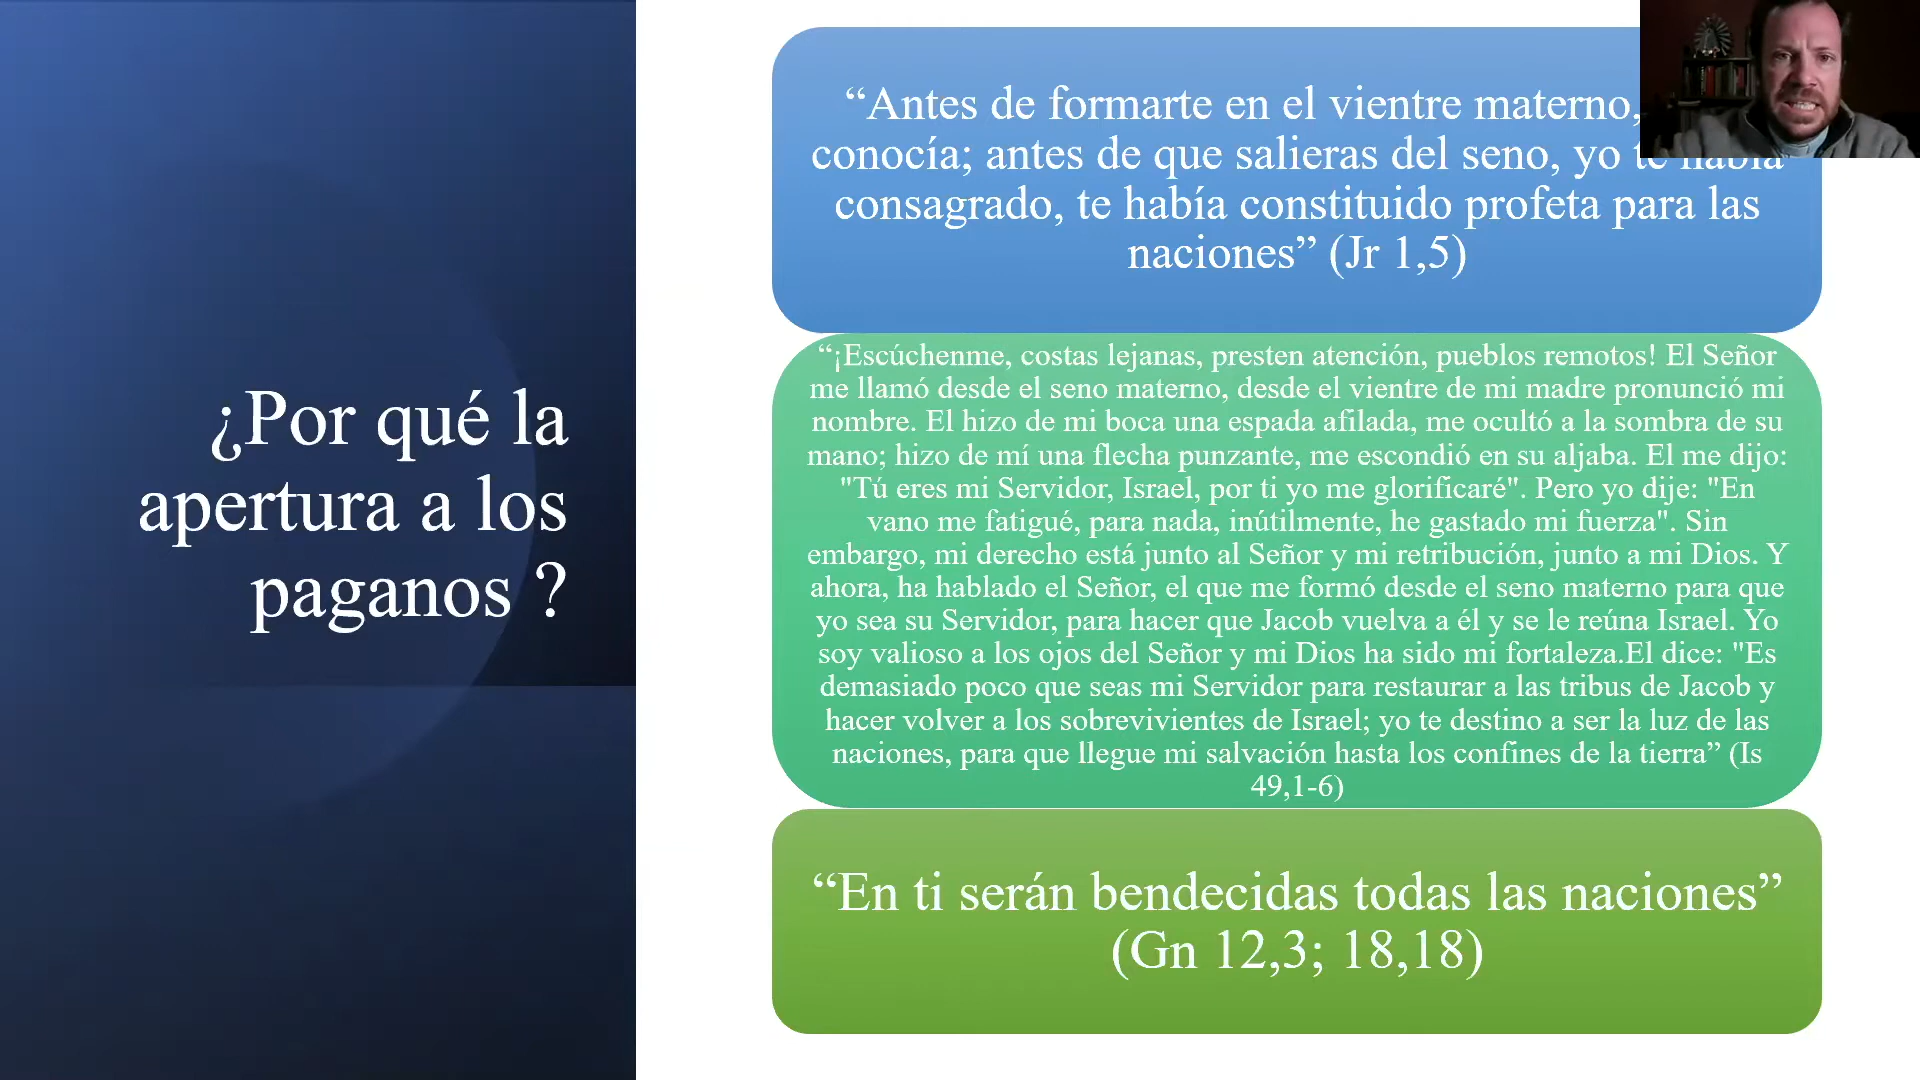 ¿Por qué la
apertura a los
paganos ?
“Antes de formarte en el vientre materno,
conocía; antes de que salieras del seno, yo te había
consagrado, te había constituido profeta para las
naciones” (Jr 1,5)
“¡Escúchenme, costas lejanas, presten atención, pueblos remotos! El Señor
me llamó desde el seno materno, desde el vientre de mi madre pronunció mi
nombre. El hizo de mi boca una espada afilada, me ocultó a la sombra de su
mano; hizo de mí una flecha punzante, me escondió en su aljaba. El me dijo:
"Tú eres mi Servidor, Israel, por ti yo me glorificaré". Pero yo dije: "En
vano me fatigué, para nada, inútilmente, he gastado mi fuerza". Sin
embargo, mi derecho está junto al Señor y mi retribución, junto a mi Dios. Y
ahora, ha hablado el Señor, el que me formó desde el seno materno para que
yo sea su Servidor, para hacer que Jacob vuelva a él y se le reúna Israel. Yo
soy valioso a los ojos del Señor y mi Dios ha sido mi fortaleza.El dice: "Es
demasiado poco que seas mi Servidor para restaurar a las tribus de Jacob y
hacer volver a los sobrevivientes de Israel; yo te destino a ser la luz de las
naciones, para que llegue mi salvación hasta los confines de la tierra” (Is
49,1-6)
“En ti serán bendecidas todas las naciones”
(Gn 12,3; 18,18)